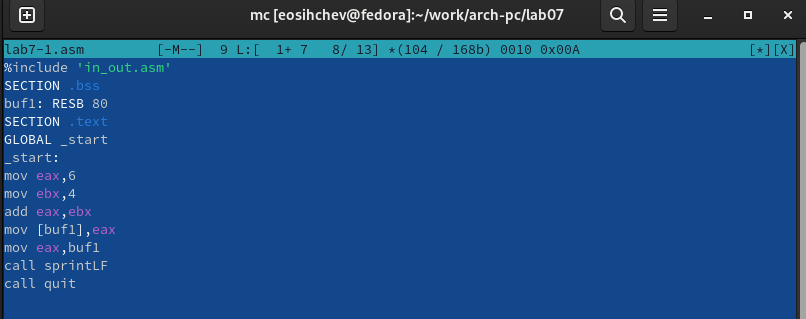 mc [eosihchev@fedora]:~/work/arch-pc/lab07
lab7-1.asm [-M--] 9 L:[ 1+ 7 8/ 13] *(104 / 168b) 0010 0x00A [*][X]
%include 'in_out.asm'
SECTION .bss
buf1: RESB 80
SECTION .text
GLOBAL _start
_start:
mov eax,6
mov ebx,4
add eax,ebx
mov [buf1],eax
mov eax,buf1
call sprintLF
call quit